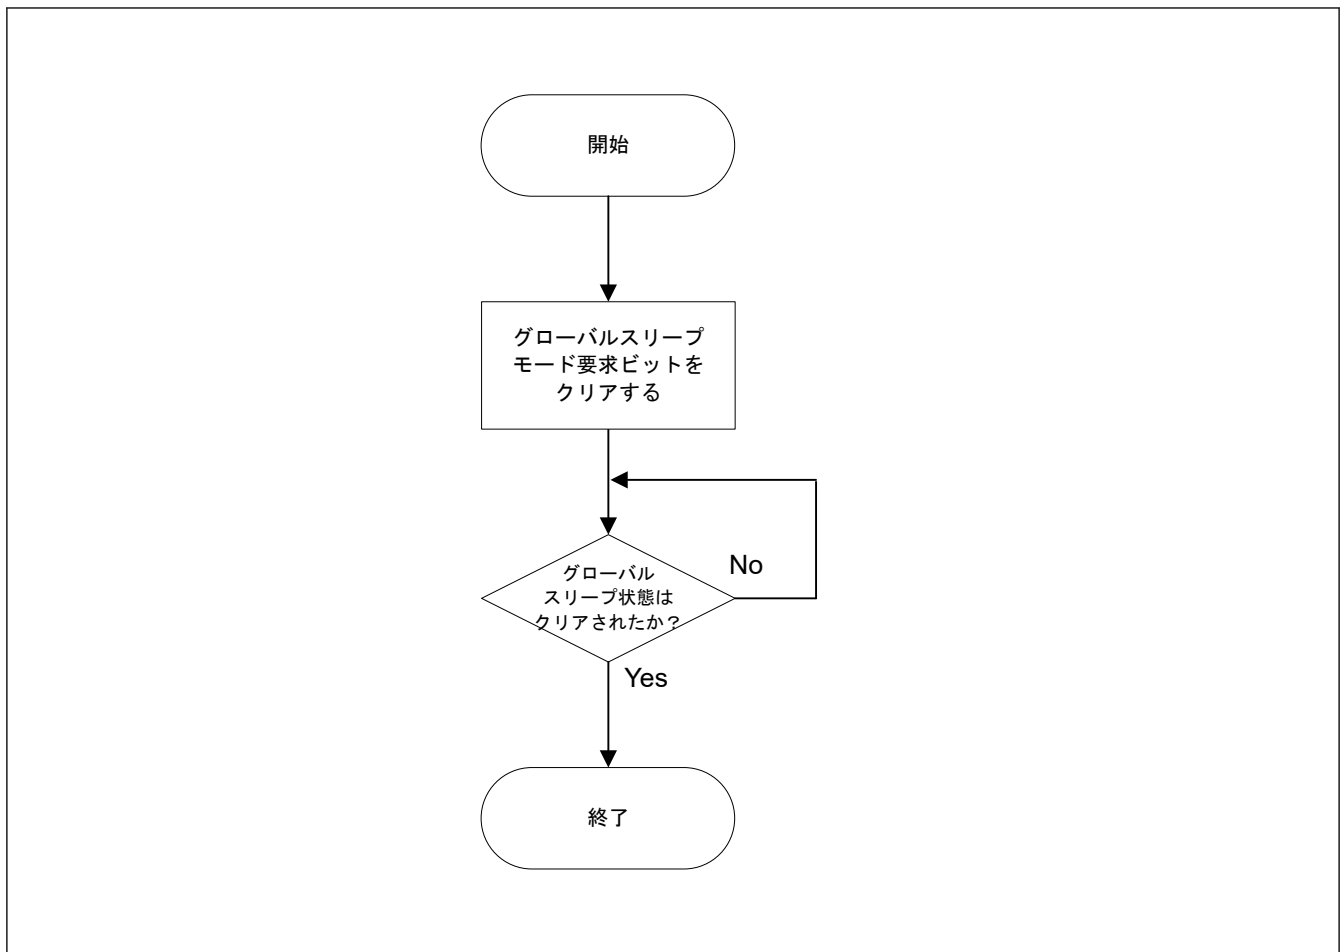 開始
グローバルスリープ
モード要求ビットを
クリアする
グローバル
スリープ状態は
クリアされたか？
No
Yes
終了